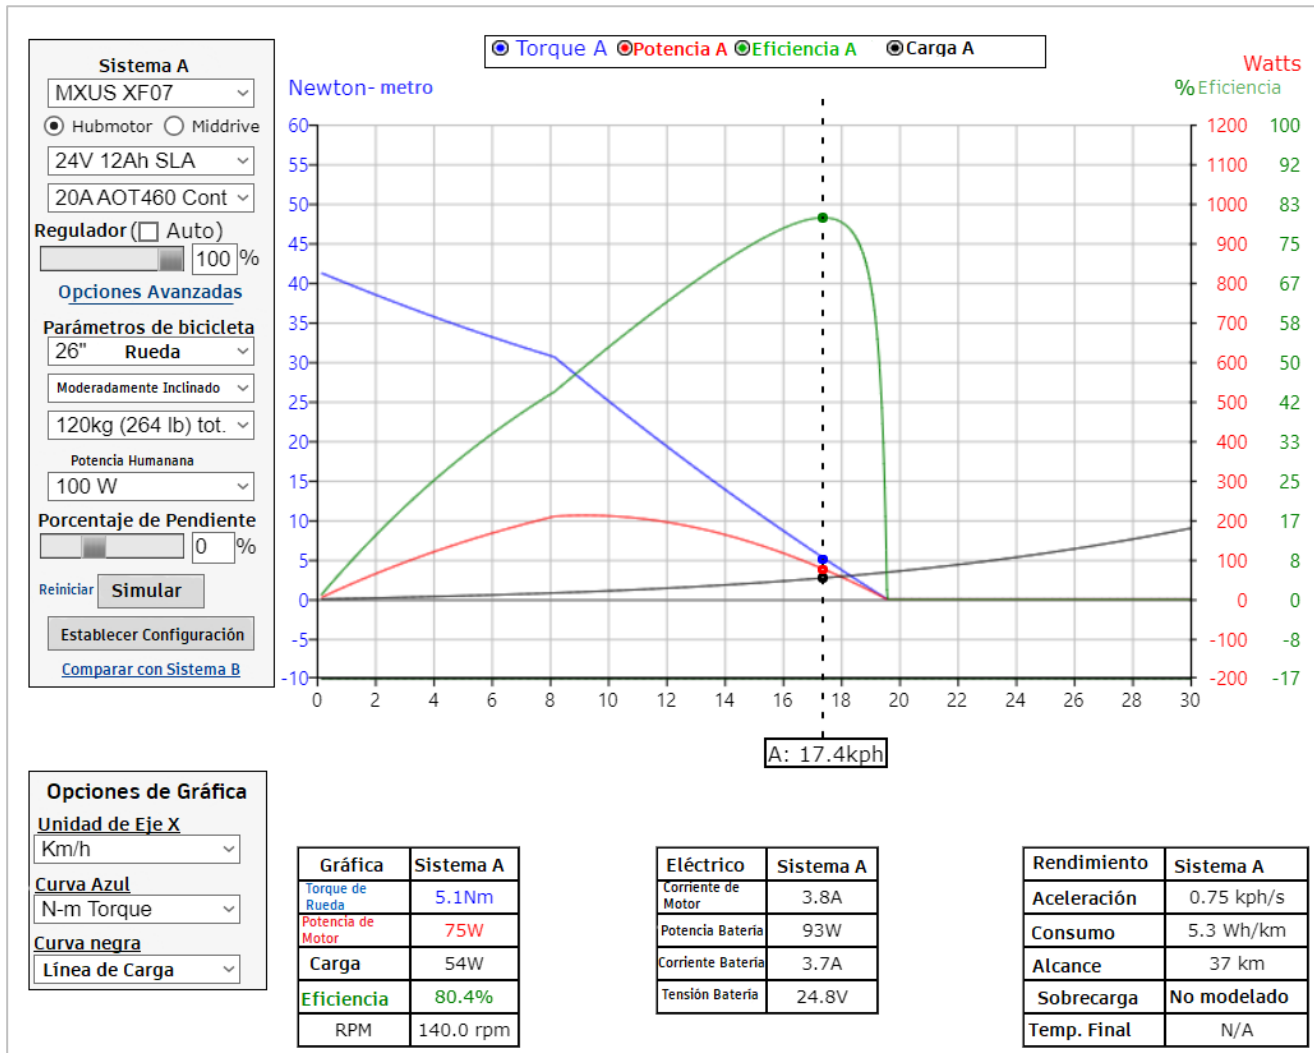 Torque A Potencia A Eficiencia A Carga A
Sistema A
MXUS XF07
Hubmotor Middrive
24V 12Ah SLA
20A AOT460 Cont
Regulador ( Auto)
100 %
Opciones Avanzadas
Parámetros de bicicleta
26" Rueda
Moderadamente Inclinado
120kg (264 lb) tot.
Potencia Humanana
100 W
Porcentaje de Pendiente
0 %
Reiniciar Simular
Establecer Configuración
Comparar con Sistema B
Newton- metro
Watts
% Eficiencia
60 1200 100
55 1100 92
50 1000 83
45 900 75
40 800 67
35 700 58
30 600 50
25 500 42
20 400 33
15 300 25
10 200 17
5 100 8
0 0 0
-5 -100 -8
-10 -200 -17
0 2 4 6 8 10 12 14 16 18 20 22 24 26 28 30
A: 17.4kph
Opciones de Gráfica
Unidad de Eje X
Km/h
Curva Azul
N-m Torque
Curva negra
Línea de Carga
Gráfica Sistema A
Torque de Rueda 5.1Nm
Potencia de Motor 75W
Carga 54W
Eficiencia 80.4%
RPM 140.0 rpm
Eléctrico Sistema A
Corriente de Motor 3.8A
Potencia Bateria 93W
Corriente Bateria 3.7A
Tensión Bateria 24.8V
Rendimiento Sistema A
Aceleración 0.75 kph/s
Consumo 5.3 Wh/km
Alcance 37 km
Sobrecarga No modelado
Temp. Final N/A